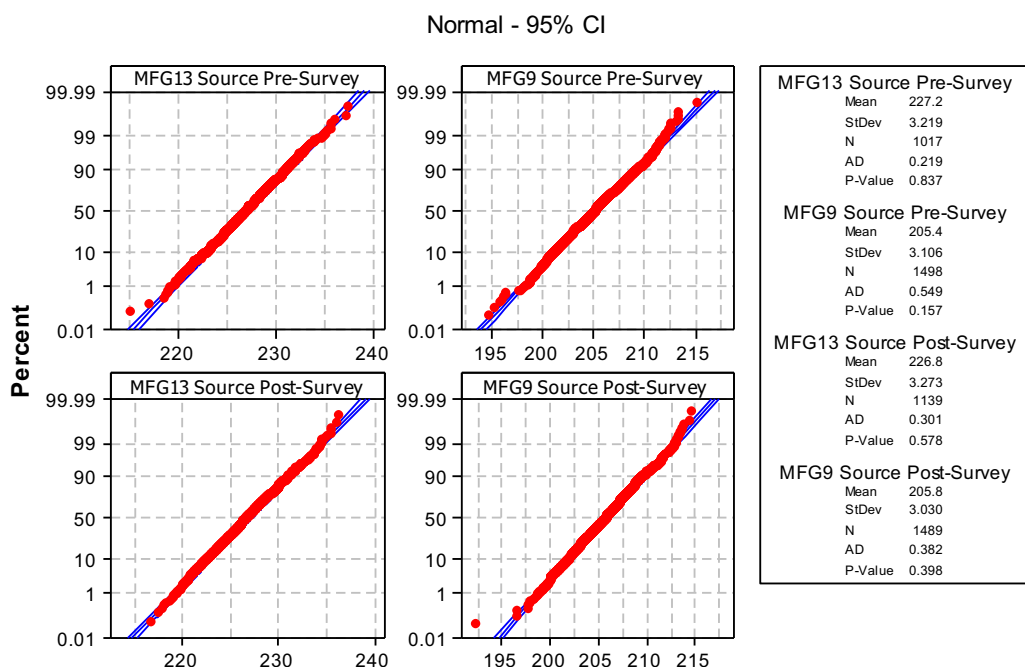 Normal - 95% CI
MFG13 Source Pre-Survey
MFG9 Source Pre-Survey
99.99
99
90
50
10
1
0.01
220
230
240
99.99
99
90
50
10
1
0.01
195
200
205
210
215
MFG13 Source Post-Survey
MFG9 Source Post-Survey
99.99
99
90
50
10
1
0.01
220
230
240
99.99
99
90
50
10
1
0.01
195
200
205
210
215
Percent
MFG13 Source Pre-Survey
Mean 227.2
StDev 3.219
N 1017
AD 0.219
P-Value 0.837
MFG9 Source Pre-Survey
Mean 205.4
StDev 3.106
N 1498
AD 0.549
P-Value 0.157
MFG13 Source Post-Survey
Mean 226.8
StDev 3.273
N 1139
AD 0.301
P-Value 0.578
MFG9 Source Post-Survey
Mean 205.8
StDev 3.030
N 1489
AD 0.382
P-Value 0.398